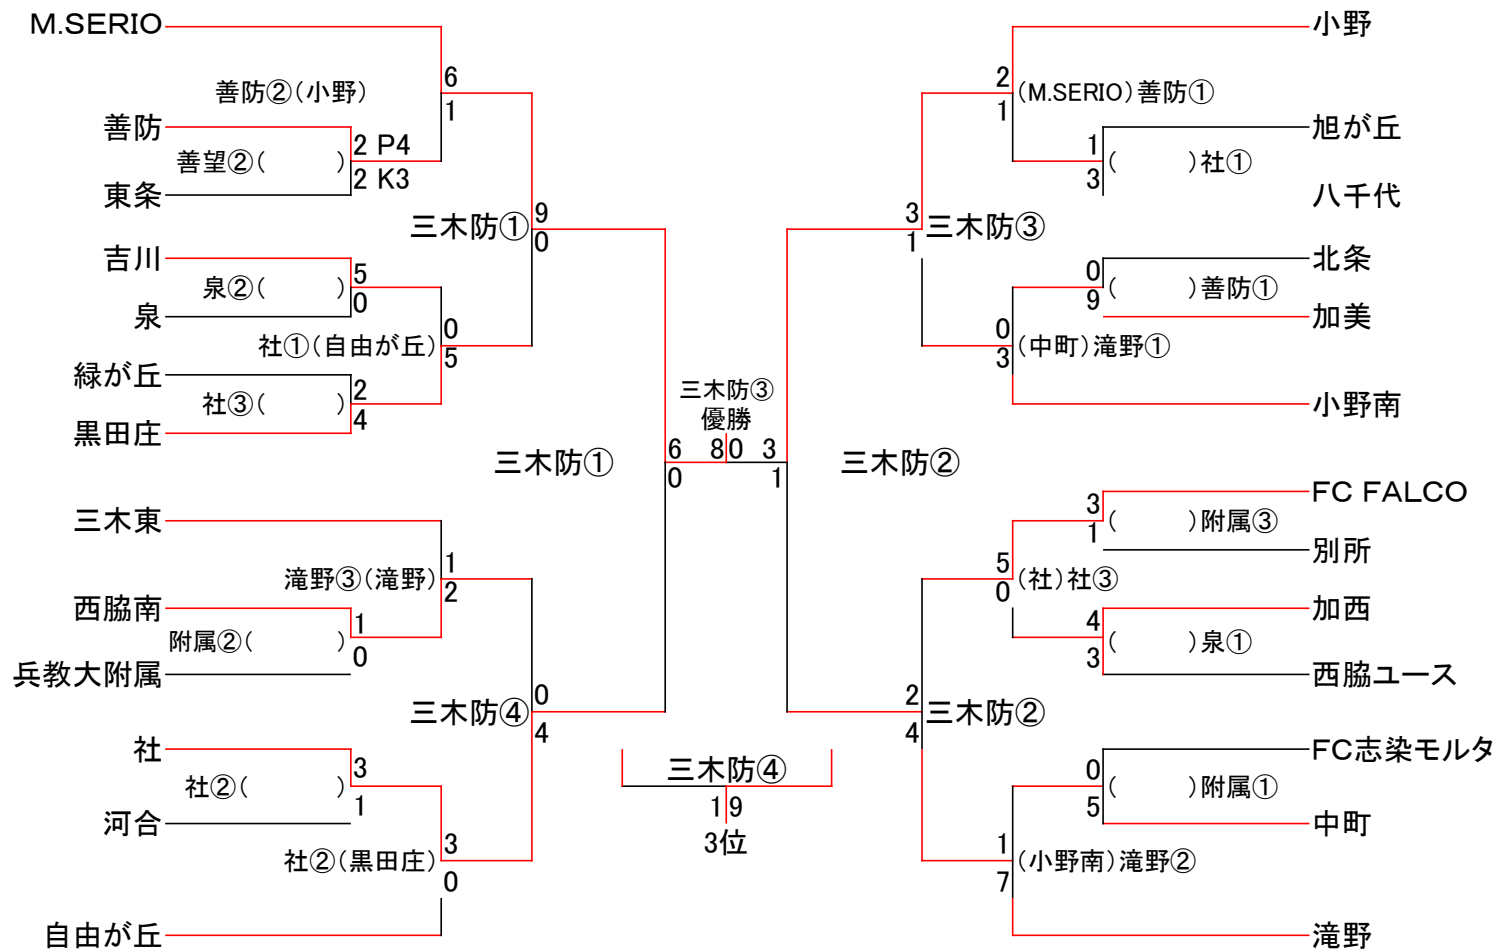 M.SERIO
6
善防②(小野)
1
善防
2 P4
善望②( )
2 K3
東条
9
三木防①
0
吉川
5
泉②( )
0
泉
0
社①(自由が丘)
5
緑が丘
2
社③( )
4
黒田庄
三木防①
6
0
三木防③
優勝
8 0
3
1
三木東
1
滝野③(滝野)
2
西脇南
1
附属②( )
0
兵教大附属
0
三木防④
4
社
3
社②( )
1
河合
3
社②(黒田庄)
0
自由が丘
三木防④
1 9
3位
小野
2
(M.SERIO)善防①
1
旭が丘
1
( )社①
3
八千代
3
三木防③
1
北条
0
( )善防①
9
加美
0
(中町)滝野①
3
小野南
三木防②
FC FALCO
3
( )附属③
1
別所
5
(社)社③
0
加西
4
( )泉①
3
西脇ユース
2
三木防②
4
FC志染モルタ
0
( )附属①
5
中町
1
(小野南)滝野②
7
滝野